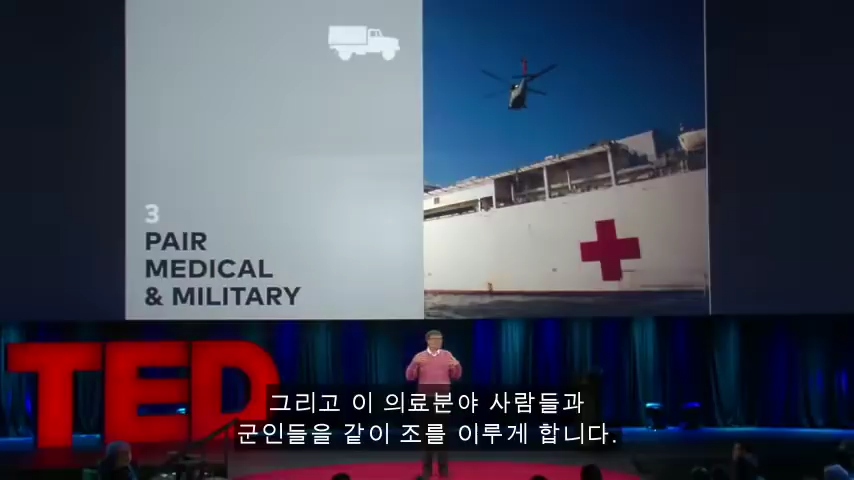 3
PAIR
MEDICAL
& MILITARY
TED
그리고 이 의료분야 사람들과
군인들을 같이 조를 이루게 합니다.